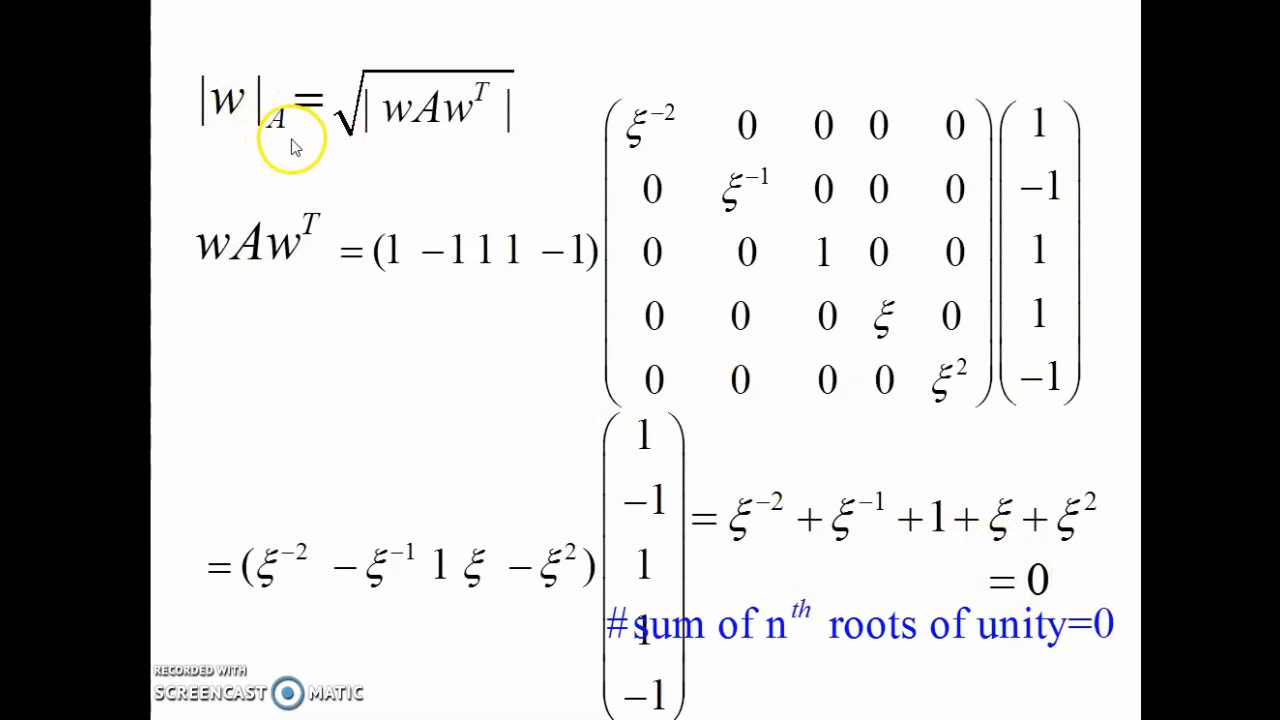 |w|_A = √|wAw^T|
wAw^T = (1 −1 1 1 −1)
ξ^−2 0 0 0 0
0 ξ^−1 0 0 0
0 0 1 0 0
0 0 0 ξ 0
0 0 0 0 ξ^2
1
−1
1
1
−1
= (ξ^−2 −ξ^−1 1 ξ −ξ^2)
1
−1
1
1
−1
= ξ^−2 + ξ^−1 + 1 + ξ + ξ^2
= 0
#sum of n^th roots of unity=0
RECORDED WITH
SCREENCAST MATIC